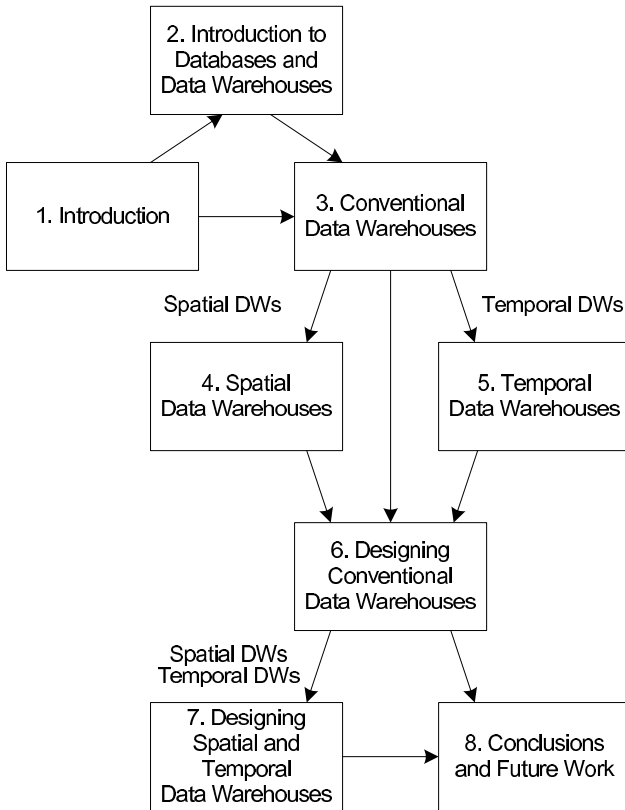 2. Introduction to
Databases and
Data Warehouses
1. Introduction
3. Conventional
Data Warehouses
Spatial DWs
Temporal DWs
4. Spatial
Data Warehouses
5. Temporal
Data Warehouses
6. Designing
Conventional
Data Warehouses
Spatial DWs
Temporal DWs
7. Designing
Spatial and
Temporal
Data Warehouses
8. Conclusions
and Future Work